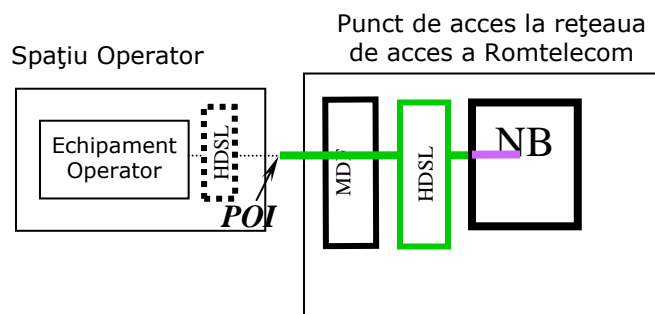 Punct de acces la reţeaua
de acces a Romtelecom
Spaţiu Operator
Echipament
Operator
HDSL
POI
MDF
HDSL
NB